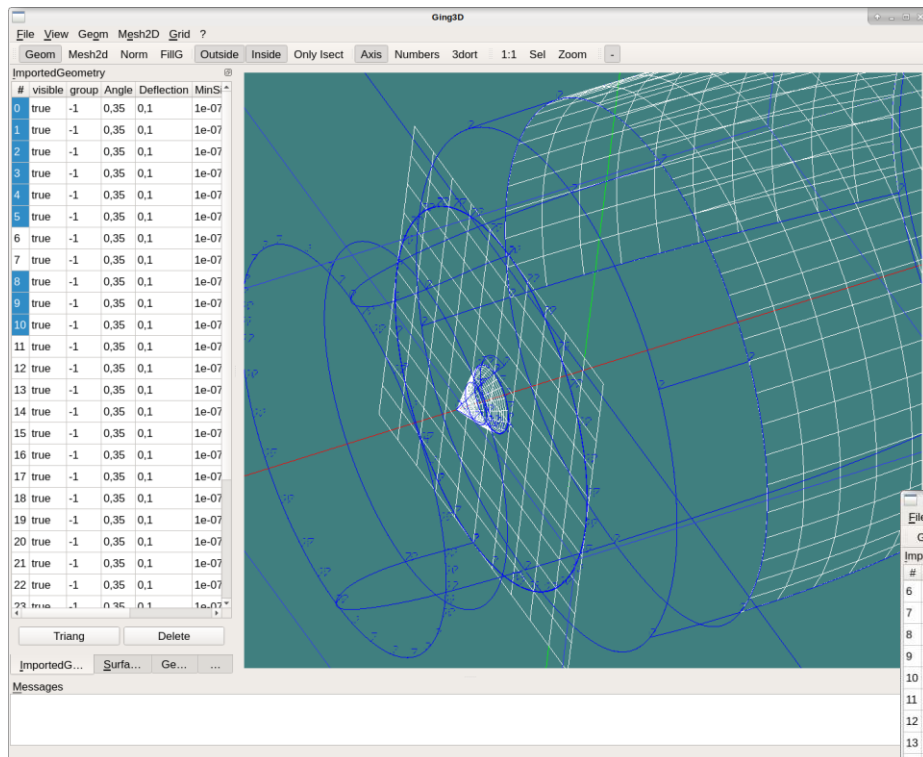 Ging3D
File View Geom Mesh2D Grid ?
Geom Mesh2d Norm FillG Outside Inside Only Isect Axis Numbers 3dort 1:1 Sel Zoom -
ImportedGeometry
# visible group Angle Deflection
0 true -1 0,35 0,1 1e-07
1 true -1 0,35 0,1 1e-07
2 true -1 0,35 0,1 1e-07
3 true -1 0,35 0,1 1e-07
4 true -1 0,35 0,1 1e-07
5 true -1 0,35 0,1 1e-07
6 true -1 0,35 0,1 1e-07
7 true -1 0,35 0,1 1e-07
8 true -1 0,35 0,1 1e-07
9 true -1 0,35 0,1 1e-07
10 true -1 0,35 0,1 1e-07
11 true -1 0,35 0,1 1e-07
12 true -1 0,35 0,1 1e-07
13 true -1 0,35 0,1 1e-07
14 true -1 0,35 0,1 1e-07
15 true -1 0,35 0,1 1e-07
16 true -1 0,35 0,1 1e-07
17 true -1 0,35 0,1 1e-07
18 true -1 0,35 0,1 1e-07
19 true -1 0,35 0,1 1e-07
20 true -1 0,35 0,1 1e-07
21 true -1 0,35 0,1 1e-07
22 true -1 0,35 0,1 1e-07
23 true -1 0,35 0,1 1e-07
Triang Delete
ImportedG... Surfa... Ge... ...
Messages
File
#
6
7
8
9
10
11
12
13